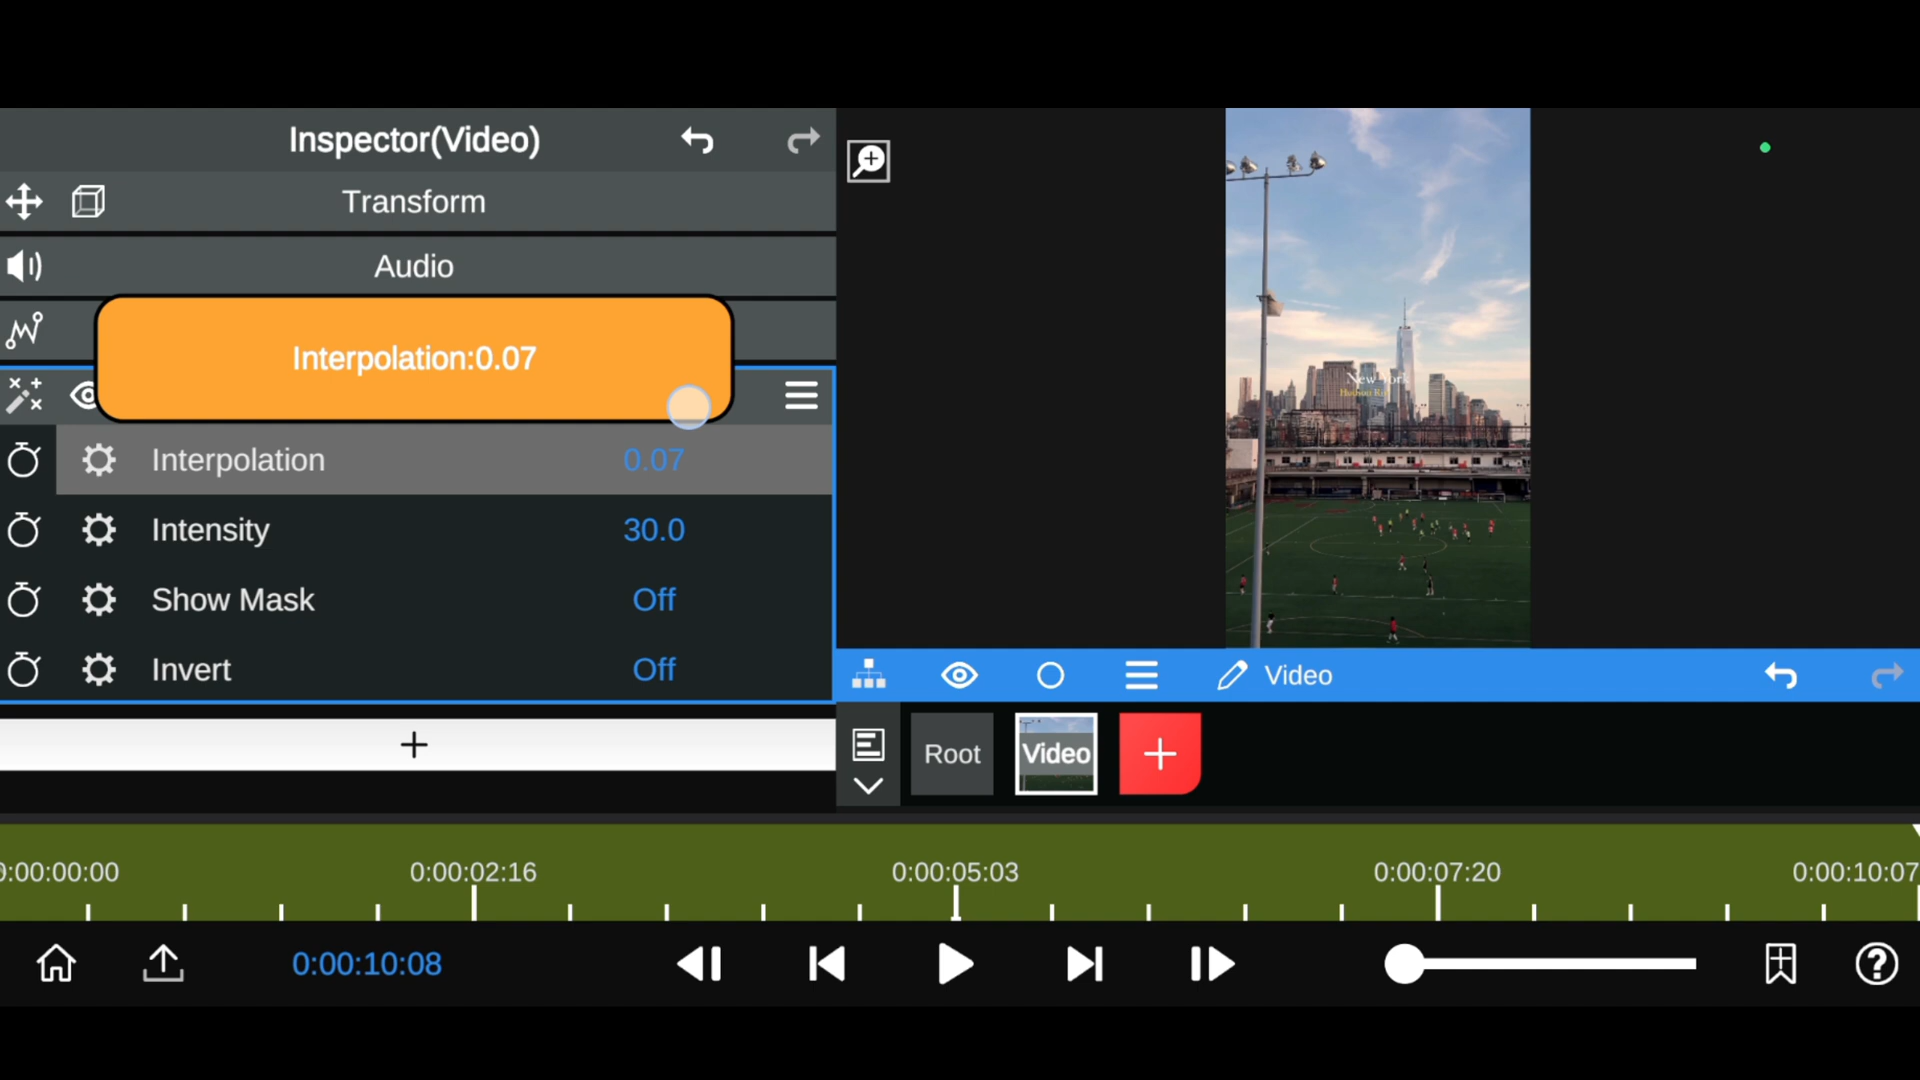 Inspector(Video)
Transform
Audio
Interpolation:0.07
Interpolation 0.07
Intensity 30.0
Show Mask Off
Invert Off
+
New York
Video
Root
Video
+
0:00:00:00 0:00:02:16 0:00:05:03 0:00:07:20 0:00:10:07
0:00:10:08